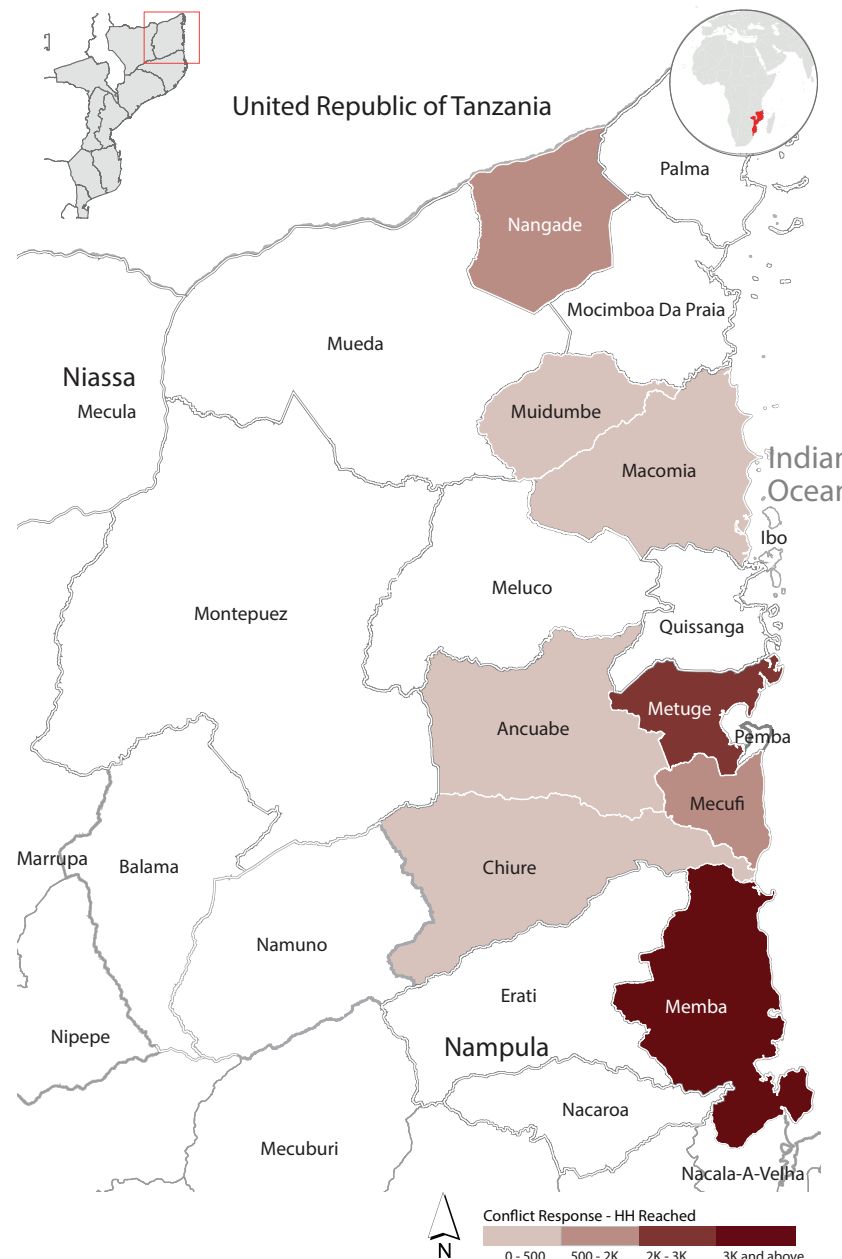 United Republic of Tanzania
Palma
Nangade
Mocimboa Da Praia
Mueda
Niassa
Mecula
Muidumbe
Macomia
Indian
Ocean
Ibo
Meluco
Montepuez
Quissanga
Metuge
Ancuabe
Pemba
Mecufi
Marrupa
Balama
Chiure
Namuno
Erati
Memba
Nipepe
Nampula
Nacaroa
Mecuburi
Nacala-A-Velha
Conflict Response - HH Reached
N
0 - 500 500 - 2K 2K - 3K 3K and above